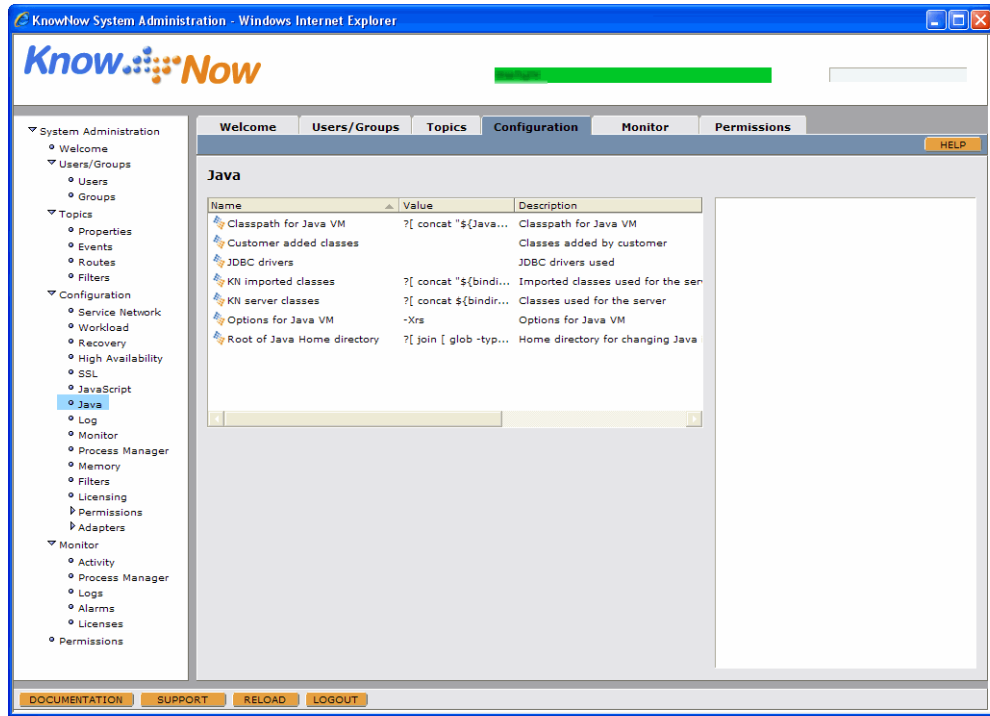 KnowNow System Administration - Windows Internet Explorer
Know Now
Welcome Users/Groups Topics Configuration Monitor Permissions
HELP
System Administration
Welcome
Users/Groups
Users
Groups
Topics
Properties
Events
Routes
Filters
Configuration
Service Network
Workload
Recovery
High Availability
SSL
JavaScript
Java
Log
Monitor
Process Manager
Memory
Filters
Licensing
Permissions
Adapters
Monitor
Activity
Process Manager
Logs
Alarms
Licenses
Permissions
Java
Name Value Description
Classpath for Java VM ?[ concat "${Java... Classpath for Java VM
Customer added classes Classes added by customer
JDBC drivers JDBC drivers used
KN imported classes ?[ concat "${bindi... Imported classes used for the ser
KN server classes ?[ concat ${bindir... Classes used for the server
Options for Java VM -Xrs Options for Java VM
Root of Java Home directory ?[ join [ glob -typ... Home directory for changing Java
DOCUMENTATION SUPPORT RELOAD LOGOUT